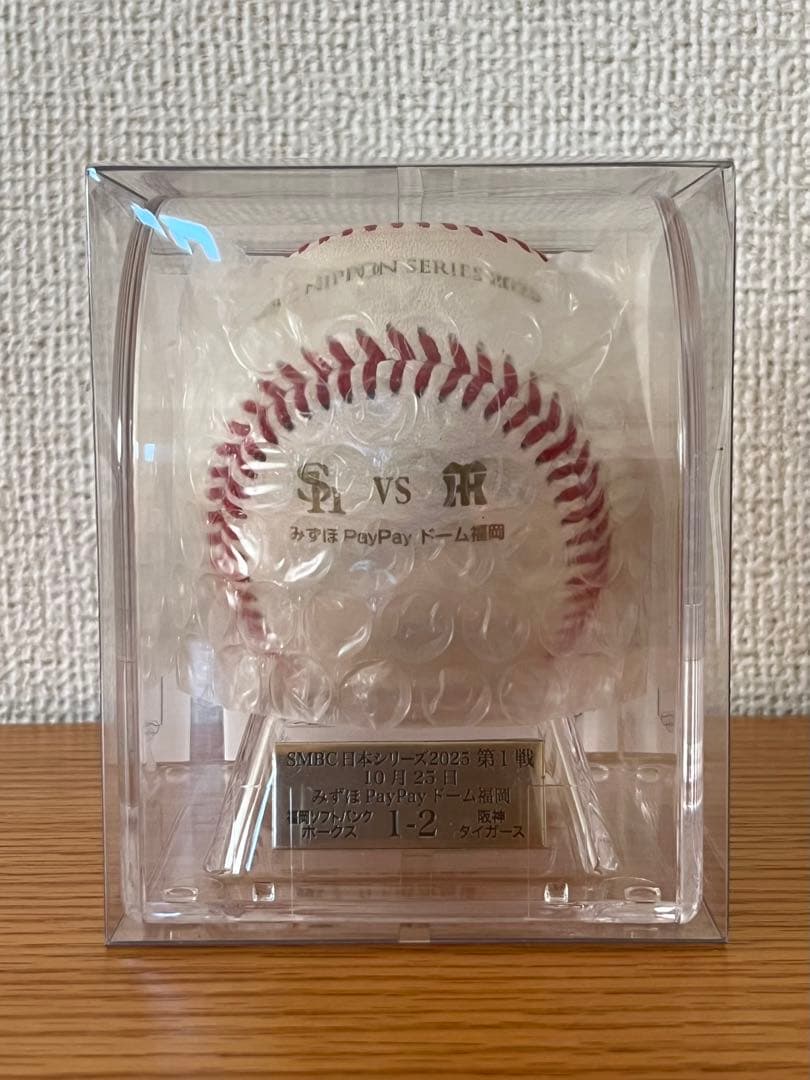 NIPPON SERIES 2025
SH VS TH
みずほ PayPay ドーム福岡
SMBC日本シリーズ2025 第1戦
10月25日
みずほ PayPay ドーム福岡
福岡ソフトバンクホークス 1-2 阪神タイガース